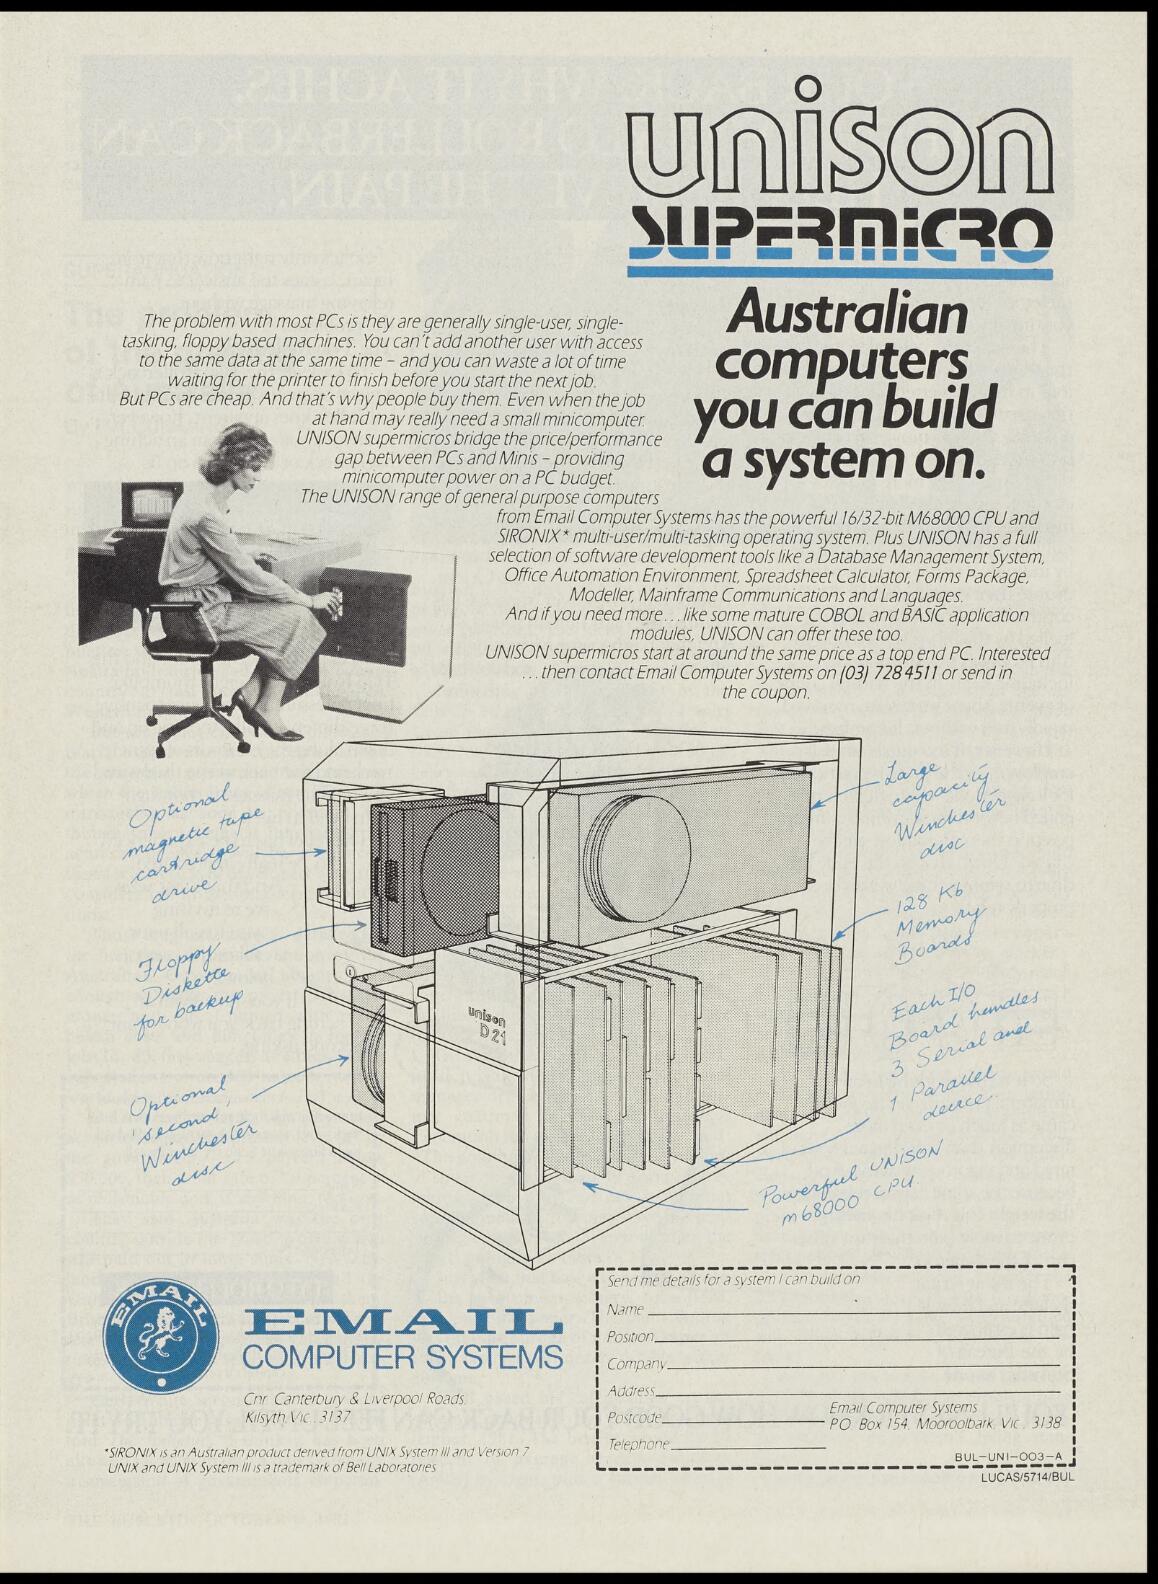 unison
SUPERMICRO
Australian
computers
you can build
a system on.
The problem with most PCs is they are generally single-user, single-
tasking, floppy based machines. You can't add another user with access
to the same data at the same time – and you can waste a lot of time
waiting for the printer to finish before you start the next job.
But PCs are cheap. And that's why people buy them. Even when the job
at hand may really need a small minicomputer.
UNISON supermicros bridge the price/performance
gap between PCs and Minis – providing
minicomputer power on a PC budget.
The UNISON range of general purpose computers
from Email Computer Systems has the powerful 16/32-bit M68000 CPU and
SIRONIX* multi-user/multi-tasking operating system. Plus UNISON has a full
selection of software development tools like a Database Management System,
Office Automation Environment, Spreadsheet Calculator, Forms Package,
Modeller, Mainframe Communications and Languages.
And if you need more... like some mature COBOL and BASIC application
modules, UNISON can offer these too.
UNISON supermicros start at around the same price as a top end PC. Interested
... then contact Email Computer Systems on (03) 728 4511 or send in
the coupon.
Optional
magnetic tape
cartridge
drive
Floppy
Diskette
for backup
Optional
second
Winchester
disc
Large
capacity
Winchester
disc
128 Kb
Memory
Boards
Each I/O
Board handles
3 Serial and
1 Parallel
device.
Powerful UNISON
M68000 CPU.
unison
D21
EMAIL
EMAIL
COMPUTER SYSTEMS
Cnr. Canterbury & Liverpool Roads,
Kilsyth, Vic., 3137
*SIRONIX is an Australian product derived from UNIX System III and Version 7
UNIX and UNIX System III is a trademark of Bell Laboratories
Send me details for a system I can build on
Name
Position
Company
Address
Postcode
Telephone
Email Computer Systems
P.O. Box 154, Mooroolbark, Vic., 3138
BUL-UNI-003-A
LUCAS/5714/BUL